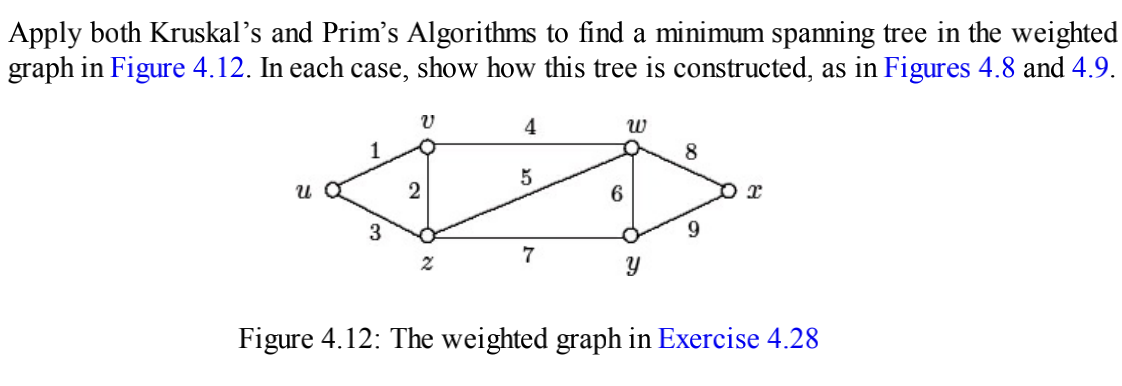 Apply both Kruskal’s and Prim’s Algorithms to find a minimum spanning tree in the weighted
graph in Figure 4.12. In each case, show how this tree is constructed, as in Figures 4.8 and 4.9.
v
4
w
1
8
u
2
5
6
x
3
9
z
7
y
Figure 4.12: The weighted graph in Exercise 4.28